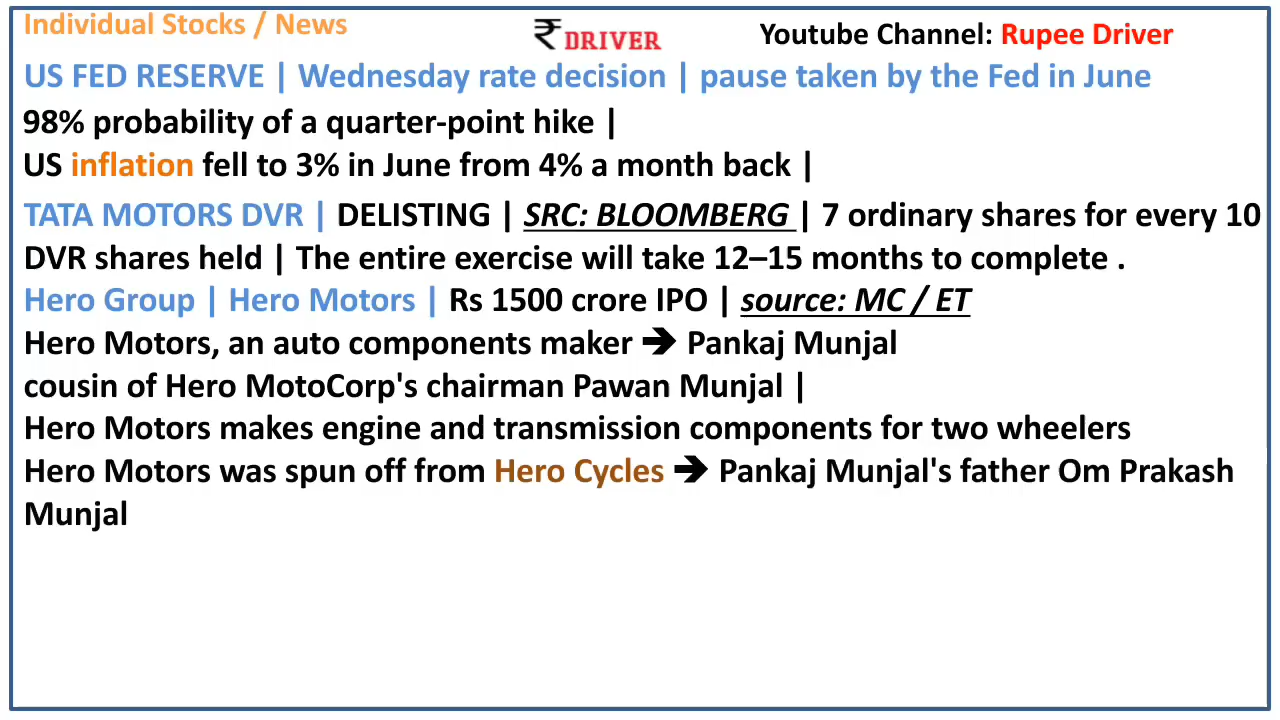 Individual Stocks / News
₹ DRIVER
Youtube Channel: Rupee Driver
US FED RESERVE | Wednesday rate decision | pause taken by the Fed in June
98% probability of a quarter-point hike |
US inflation fell to 3% in June from 4% a month back |
TATA MOTORS DVR | DELISTING | SRC: BLOOMBERG | 7 ordinary shares for every 10
DVR shares held | The entire exercise will take 12–15 months to complete .
Hero Group | Hero Motors | Rs 1500 crore IPO | source: MC / ET
Hero Motors, an auto components maker 🡺 Pankaj Munjal
cousin of Hero MotoCorp's chairman Pawan Munjal |
Hero Motors makes engine and transmission components for two wheelers
Hero Motors was spun off from Hero Cycles 🡺 Pankaj Munjal's father Om Prakash
Munjal